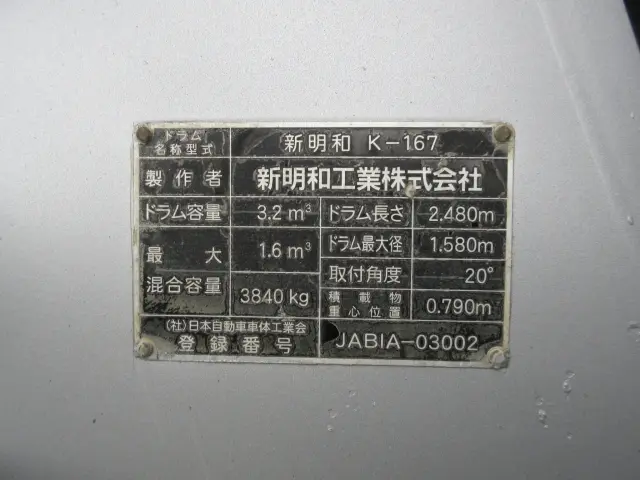 ドラム
名称型式
新明和 K-167
製作者
新明和工業株式会社
ドラム容量
3.2 m³
ドラム長さ
2.480m
最大
混合容量
1.6 m³
3840 kg
ドラム最大径
1.580m
取付角度
20°
積載物
重心位置
0.790m
(社)日本自動車車体工業会
登録番号
JABIA-03002